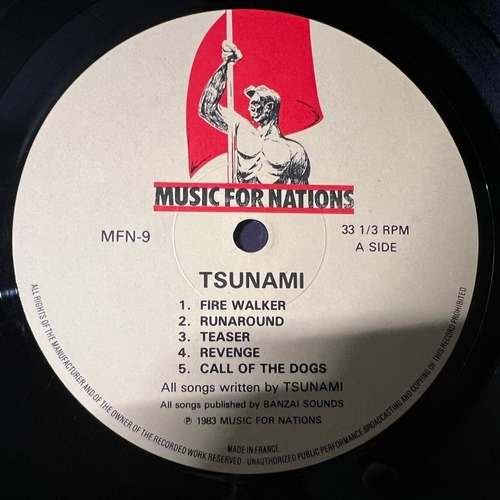 MUSIC FOR NATIONS
MFN-9
33 1/3 RPM
A SIDE
TSUNAMI
1. FIRE WALKER
2. RUNAROUND
3. TEASER
4. REVENGE
5. CALL OF THE DOGS
All songs written by TSUNAMI
All songs published by BANZAI SOUNDS
℗ 1983 MUSIC FOR NATIONS
MADE IN FRANCE.
ALL RIGHTS OF THE MANUFACTURER AND OF THE OWNER OF THE RECORDED WORK RESERVED - UNAUTHORIZED PUBLIC PERFORMANCE BROADCASTING AND COPYING OF THIS RECORD PROHIBITED